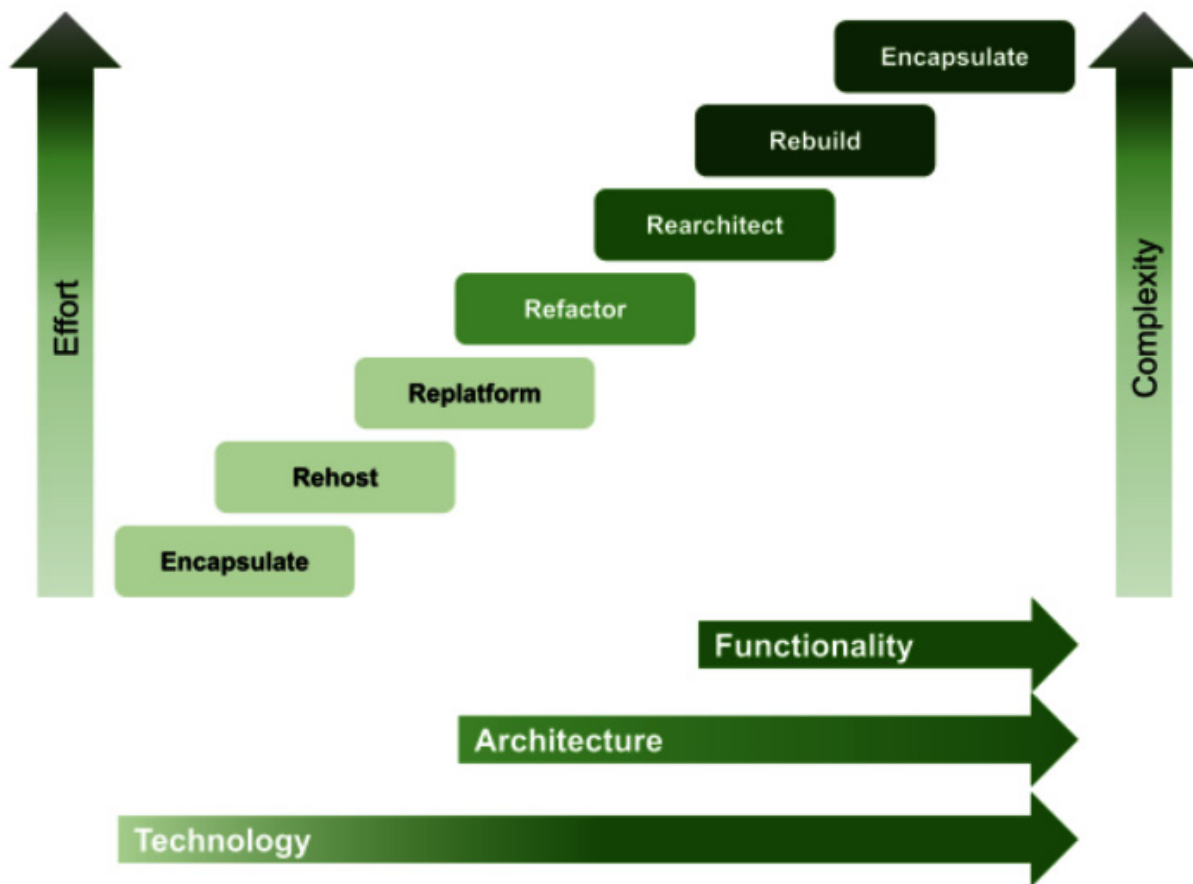 Encapsulate
Rebuild
Rearchitect
Refactor
Replatform
Rehost
Encapsulate
Effort
Complexity
Functionality
Architecture
Technology